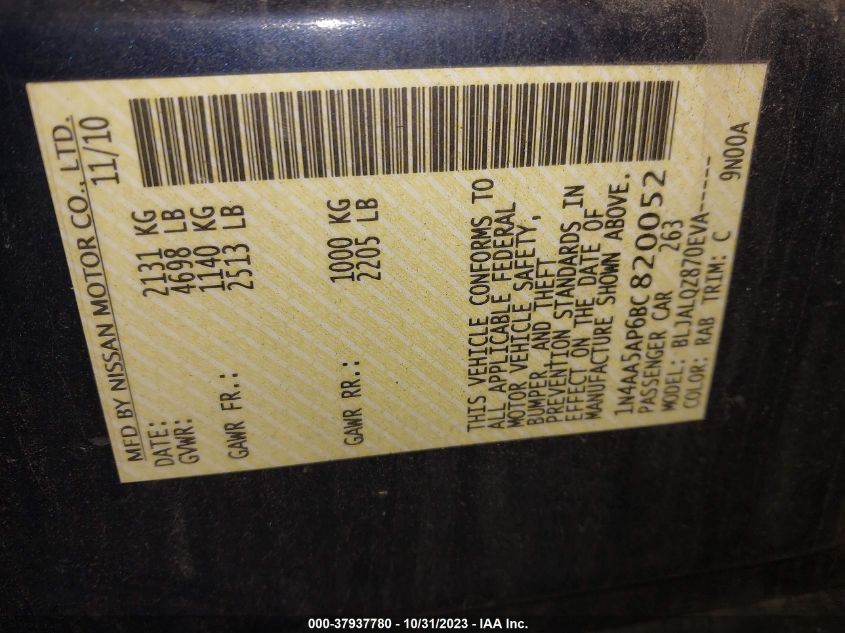 MFD BY NISSAN MOTOR CO., LTD.
DATE: 11/10
GVWR: 2131 KG
4698 LB
GAWR FR.: 1140 KG
2513 LB
GAWR RR.: 1000 KG
2205 LB
THIS VEHICLE CONFORMS TO
ALL APPLICABLE FEDERAL
MOTOR VEHICLE SAFETY,
BUMPER, AND THEFT
PREVENTION STANDARDS IN
EFFECT ON THE DATE OF
MANUFACTURE SHOWN ABOVE.
1N4AA5AP6BC820052
PASSENGER CAR 263
MODEL: BLJALQZ870EVA-----
COLOR: RAB TRIM: C 9N00A
000-37937780 - 10/31/2023 - IAA Inc.